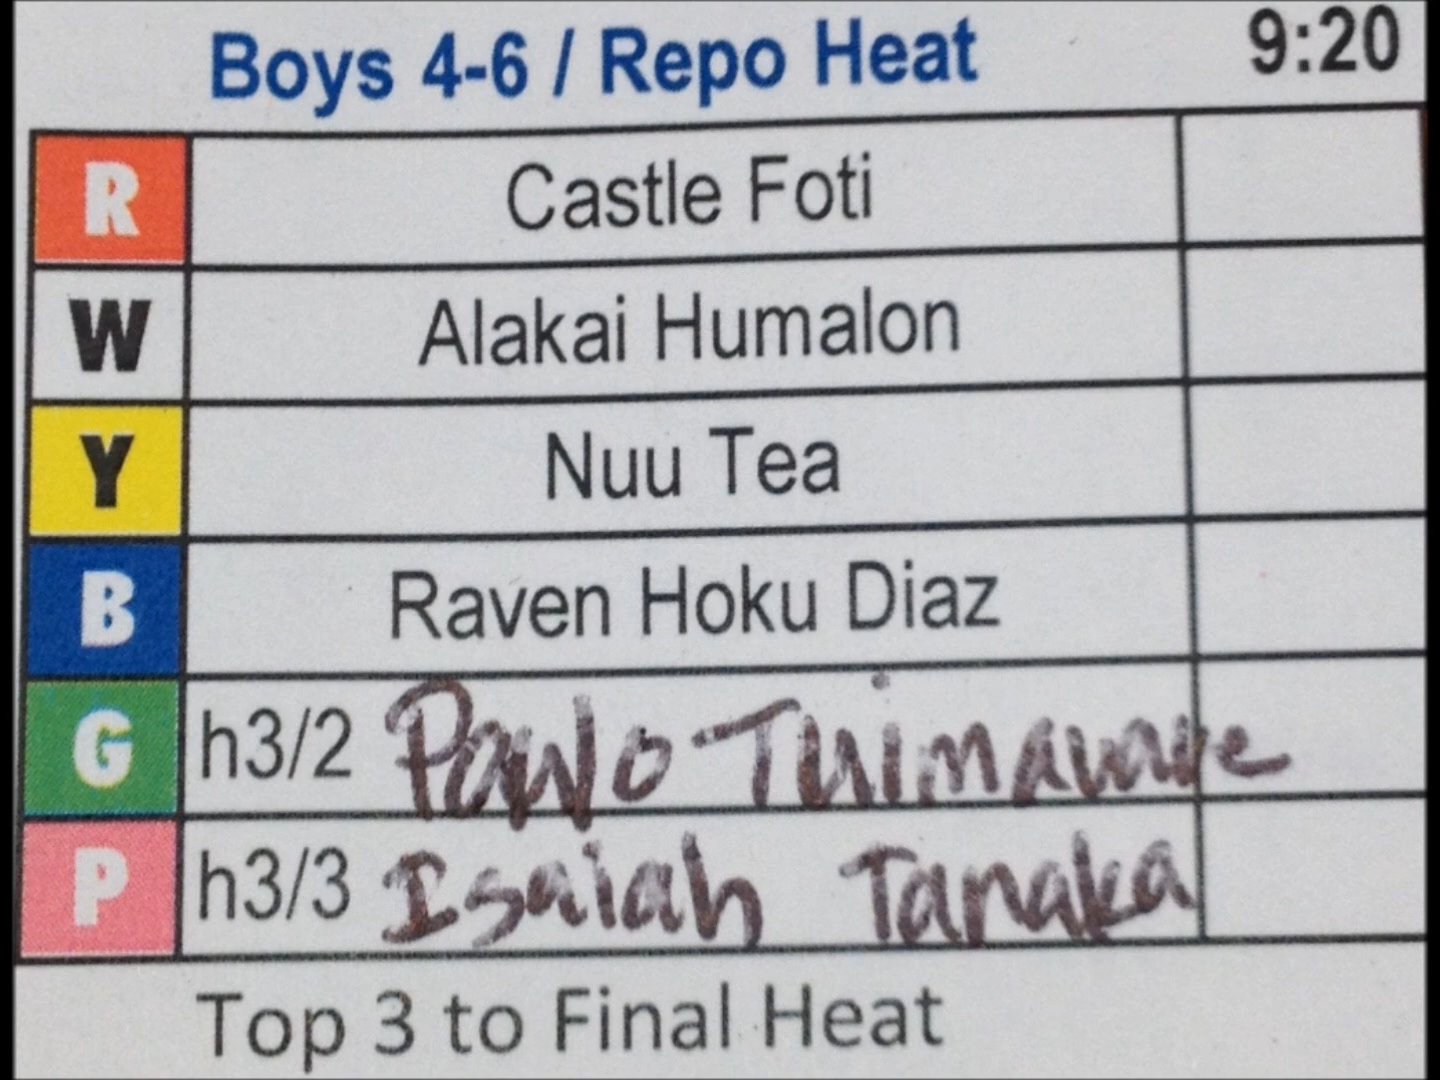 Boys 4-6 / Repo Heat 9:20
R Castle Foti
W Alakai Humalon
Y Nuu Tea
B Raven Hoku Diaz
G h3/2
P h3/3 Isaiah Tanaka
Top 3 to Final Heat